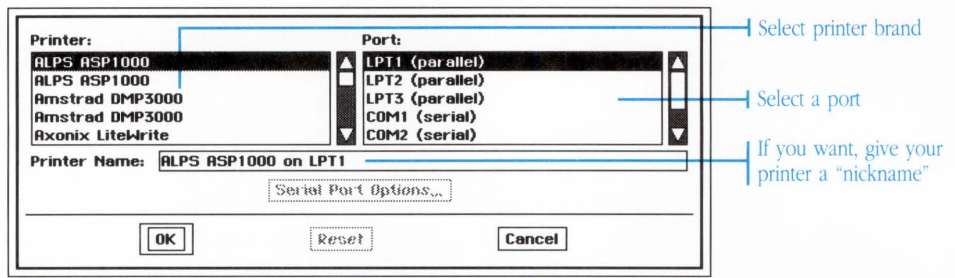 Printer:
ALPS ASP1000
ALPS ASP1000
Amstrad DMP3000
Amstrad DMP3000
Axonix LiteWrite
Port:
LPT1 (parallel)
LPT2 (parallel)
LPT3 (parallel)
COM1 (serial)
COM2 (serial)
Printer Name: ALPS ASP1000 on LPT1
Serial Port Options...
OK
Reset
Cancel
Select printer brand
Select a port
If you want, give your
printer a “nickname”